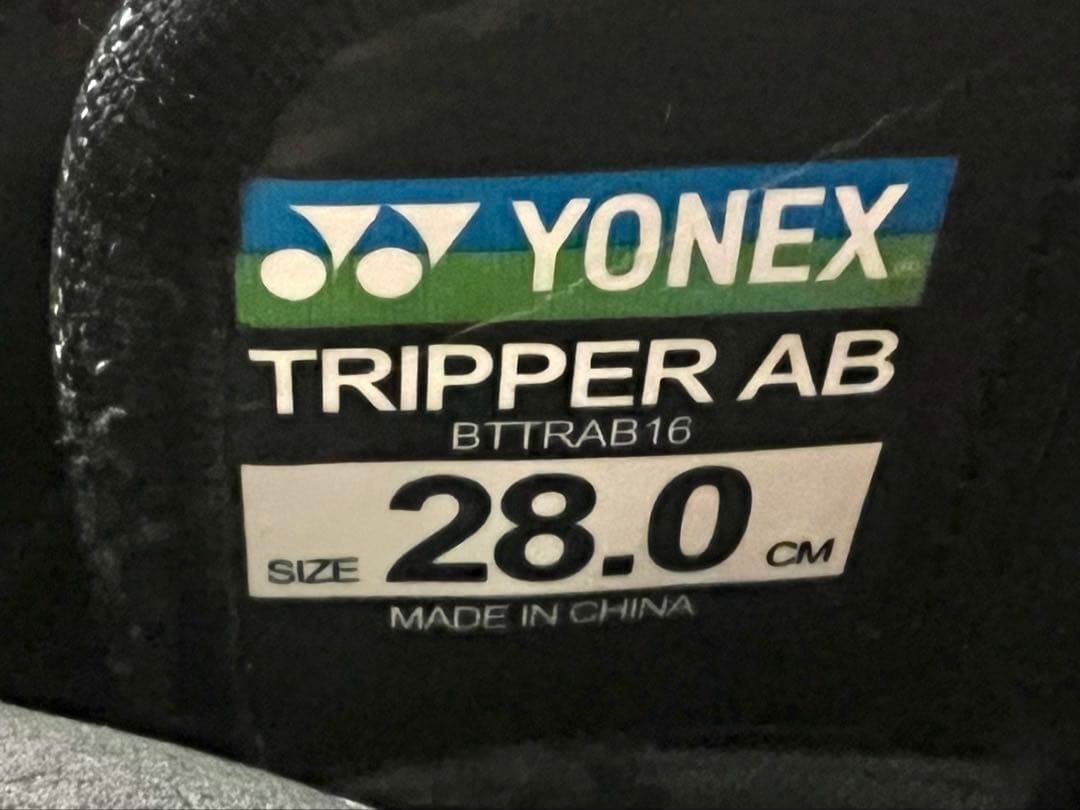 YONEX
TRIPPER AB
BTTRAB16
SIZE 28.0 CM
MADE IN CHINA